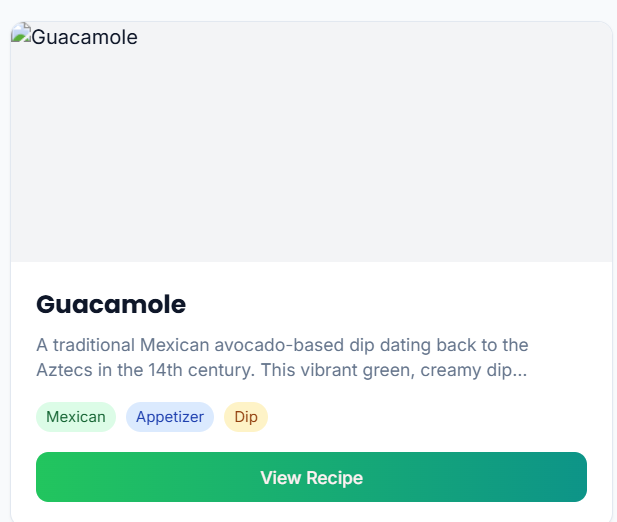 Guacamole
Guacamole
A traditional Mexican avocado-based dip dating back to the
Aztecs in the 14th century. This vibrant green, creamy dip...
Mexican Appetizer Dip
View Recipe